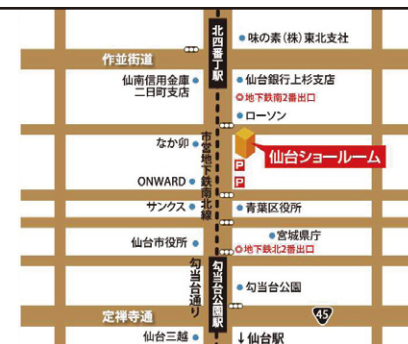 北四番丁駅
味の素(株)東北支社
作並街道
仙南信用金庫
二日町支店
仙台銀行上杉支店
地下鉄南2番出口
ローソン
なか卯
市営地下鉄南北線
仙台ショールーム
P
P
ONWARD
サンクス
青葉区役所
宮城県庁
仙台市役所
地下鉄北2番出口
勾当台通り
勾当台公園駅
勾当台公園
定禅寺通
45
仙台三越
↓仙台駅